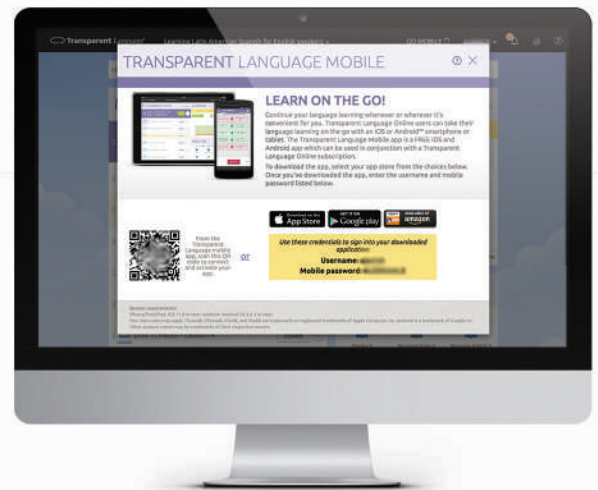 Transparent Language
Learning Latin American Spanish for English speakers
GO MOBILE
TRANSPARENT LANGUAGE MOBILE
LEARN ON THE GO!
Continue your language learning whenever or wherever it's
convenient for you. Transparent Language Online users can take their
language learning on the go with an iOS or Android™ smartphone or
tablet. The Transparent Language Mobile app is a FREE iOS and
Android app which can be used in conjunction with a Transparent
Language Online subscription.
To download the app, select your app store from the choices below.
Once you've downloaded the app, enter the username and mobile
password listed below.
From the
Transparent
Language mobile
app, scan this QR
code to connect
and activate your
app.
or
Download on the
App Store
GET IT ON
Google play
AVAILABLE AT
amazon
Use these credentials to sign into your downloaded
application:
Username:
Mobile password: